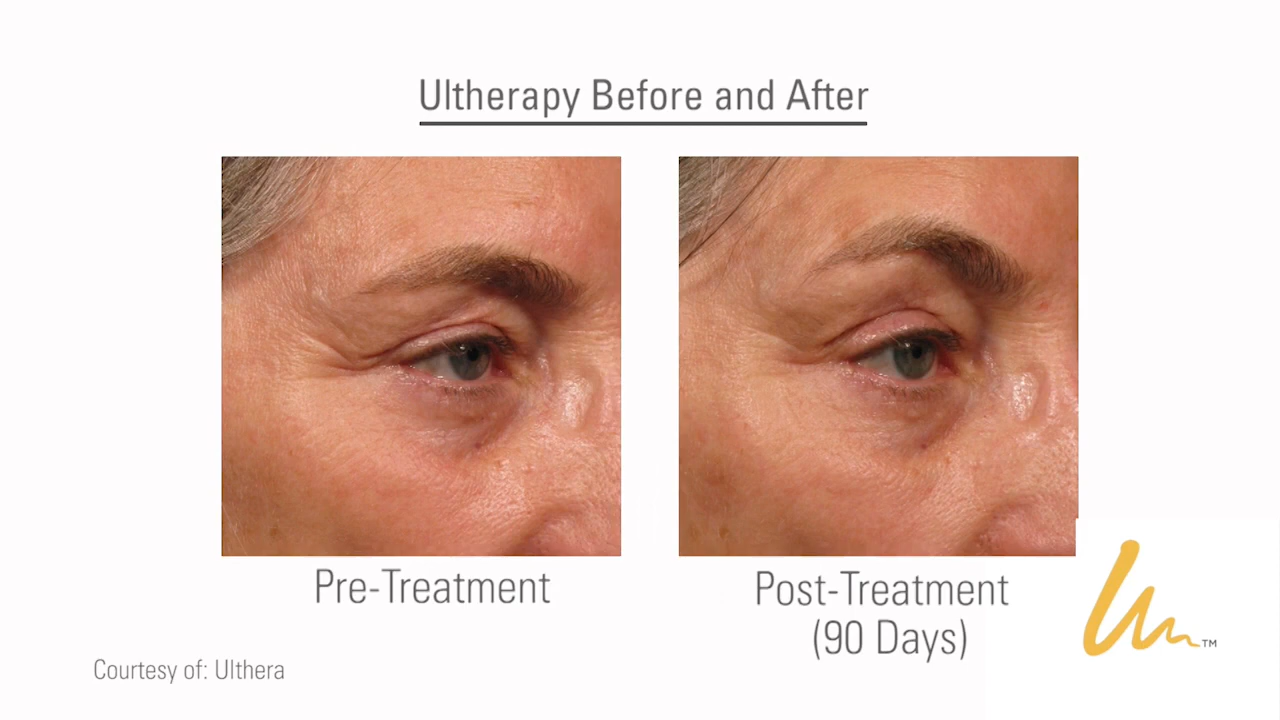 Ultherapy Before and After
Pre-Treatment
Post-Treatment
(90 Days)
Courtesy of: Ulthera
TM